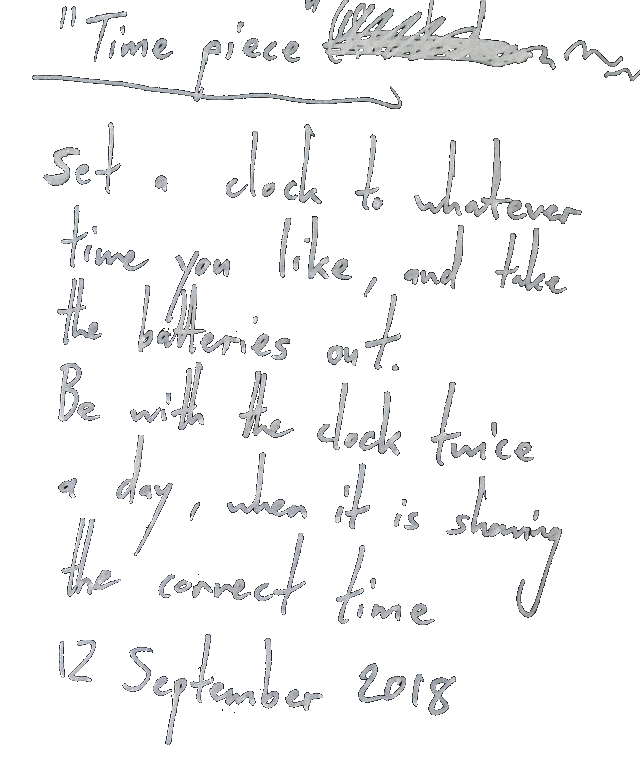 "Time piece"
Set a clock to whatever
time you like, and take
the batteries out.
Be with the clock twice
a day, when it is showing
the correct time
12 September 2018